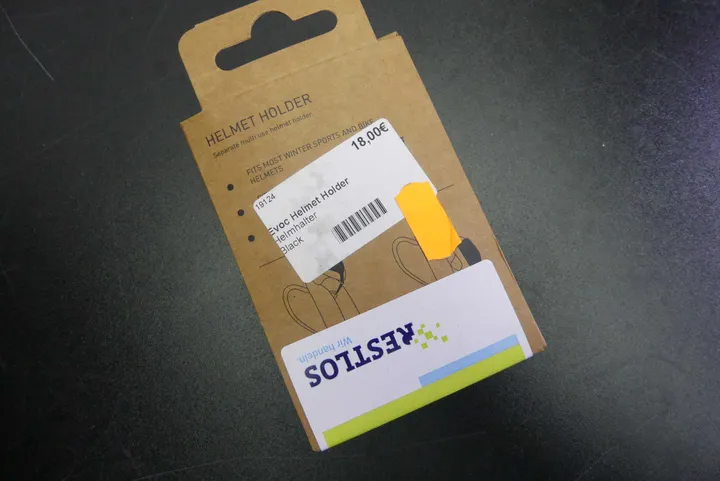 HELMET HOLDER
Separate multi use helmet holder
FITS MOST WINTER SPORTS AND BIKE
HELMETS
18,00€
19124
Evoc Helmet Holder
Helmhalter
Black
RESTLOS
Wir handeln.